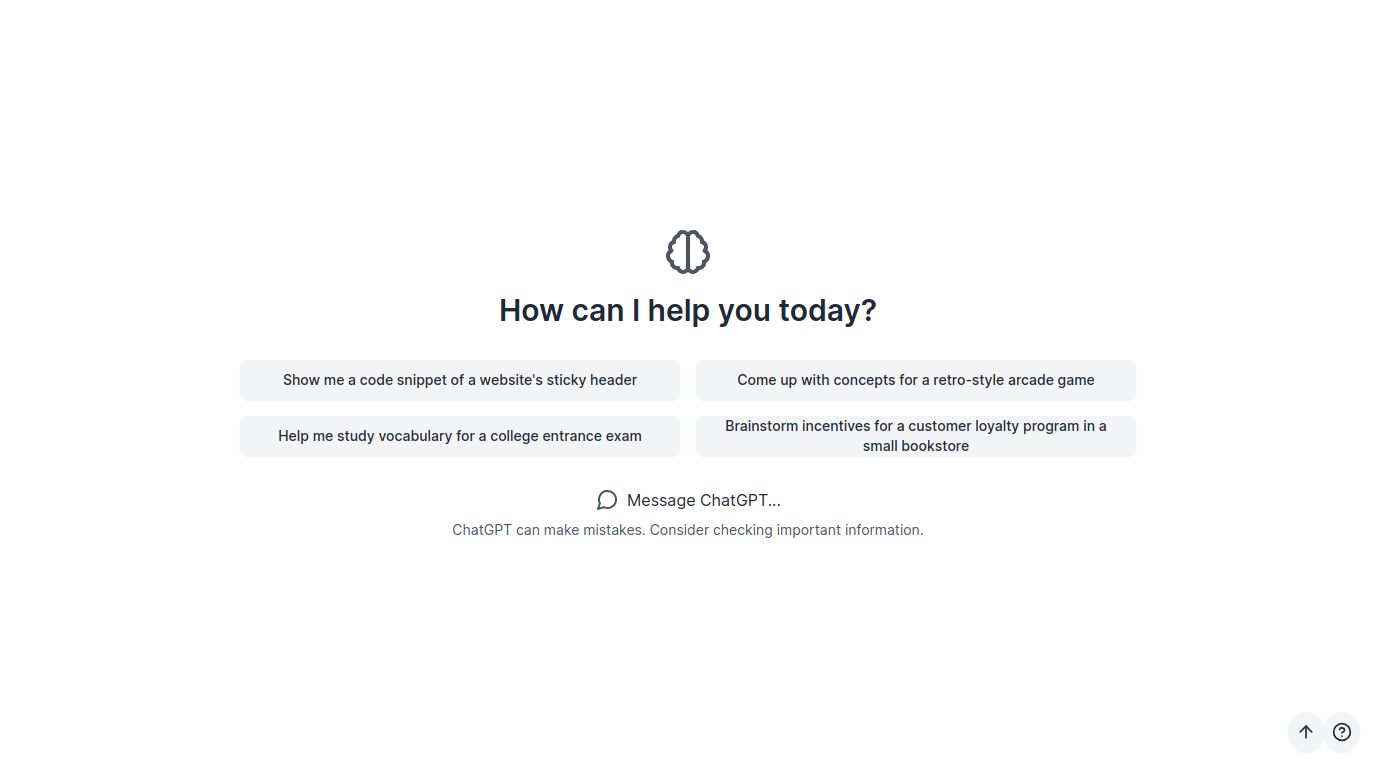 How can I help you today?
Show me a code snippet of a website's sticky header
Come up with concepts for a retro-style arcade game
Help me study vocabulary for a college entrance exam
Brainstorm incentives for a customer loyalty program in a
small bookstore
Message ChatGPT...
ChatGPT can make mistakes. Consider checking important information.